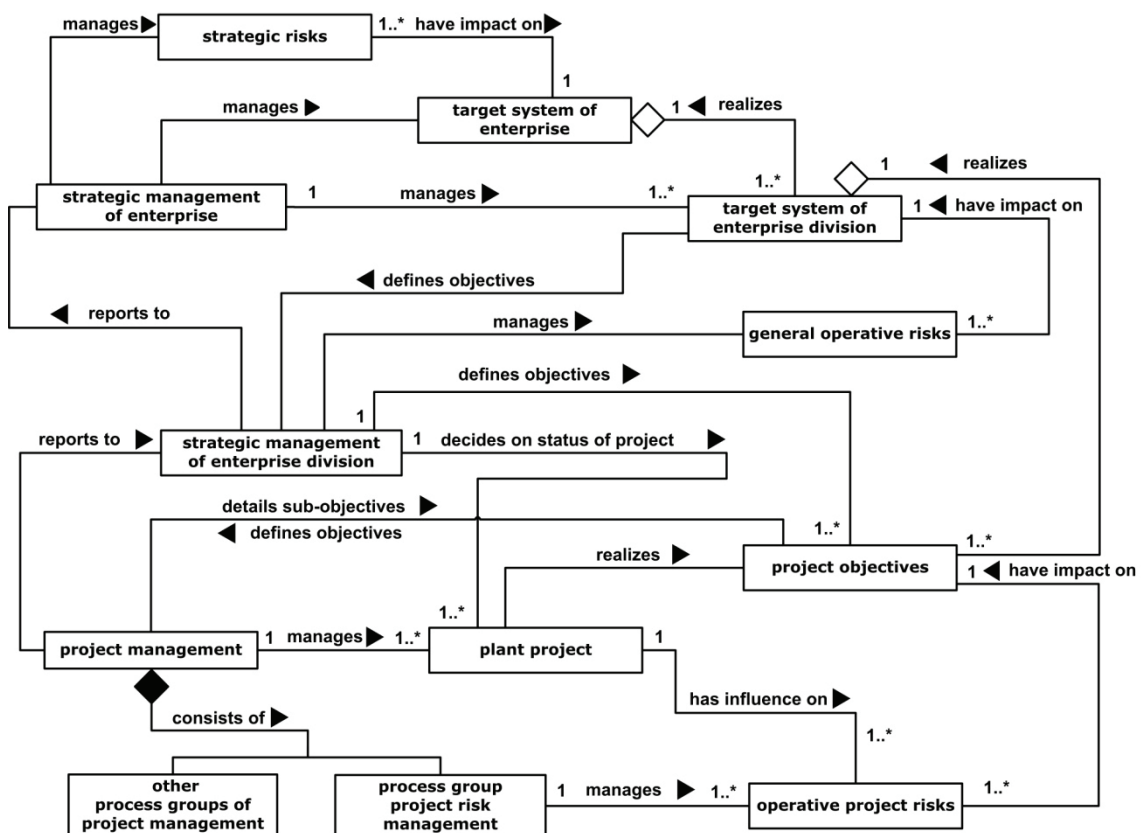 manages
1..* have impact on
strategic risks
1
manages
target system of
enterprise
1
realizes
1
realizes
strategic management
of enterprise
1
manages
1..*
1..*
target system of
enterprise division
1
have impact on
defines objectives
reports to
manages
general operative risks
1..*
defines objectives
1
reports to
strategic management
of enterprise division
1
decides on status of project
details sub-objectives
defines objectives
1..*
1..*
realizes
project objectives
1
have impact on
1..*
project management
1
manages
1..*
plant project
1
has influence on
consists of
1..*
other
process groups of
project management
process group
project risk
management
1
manages
1..*
operative project risks
1..*